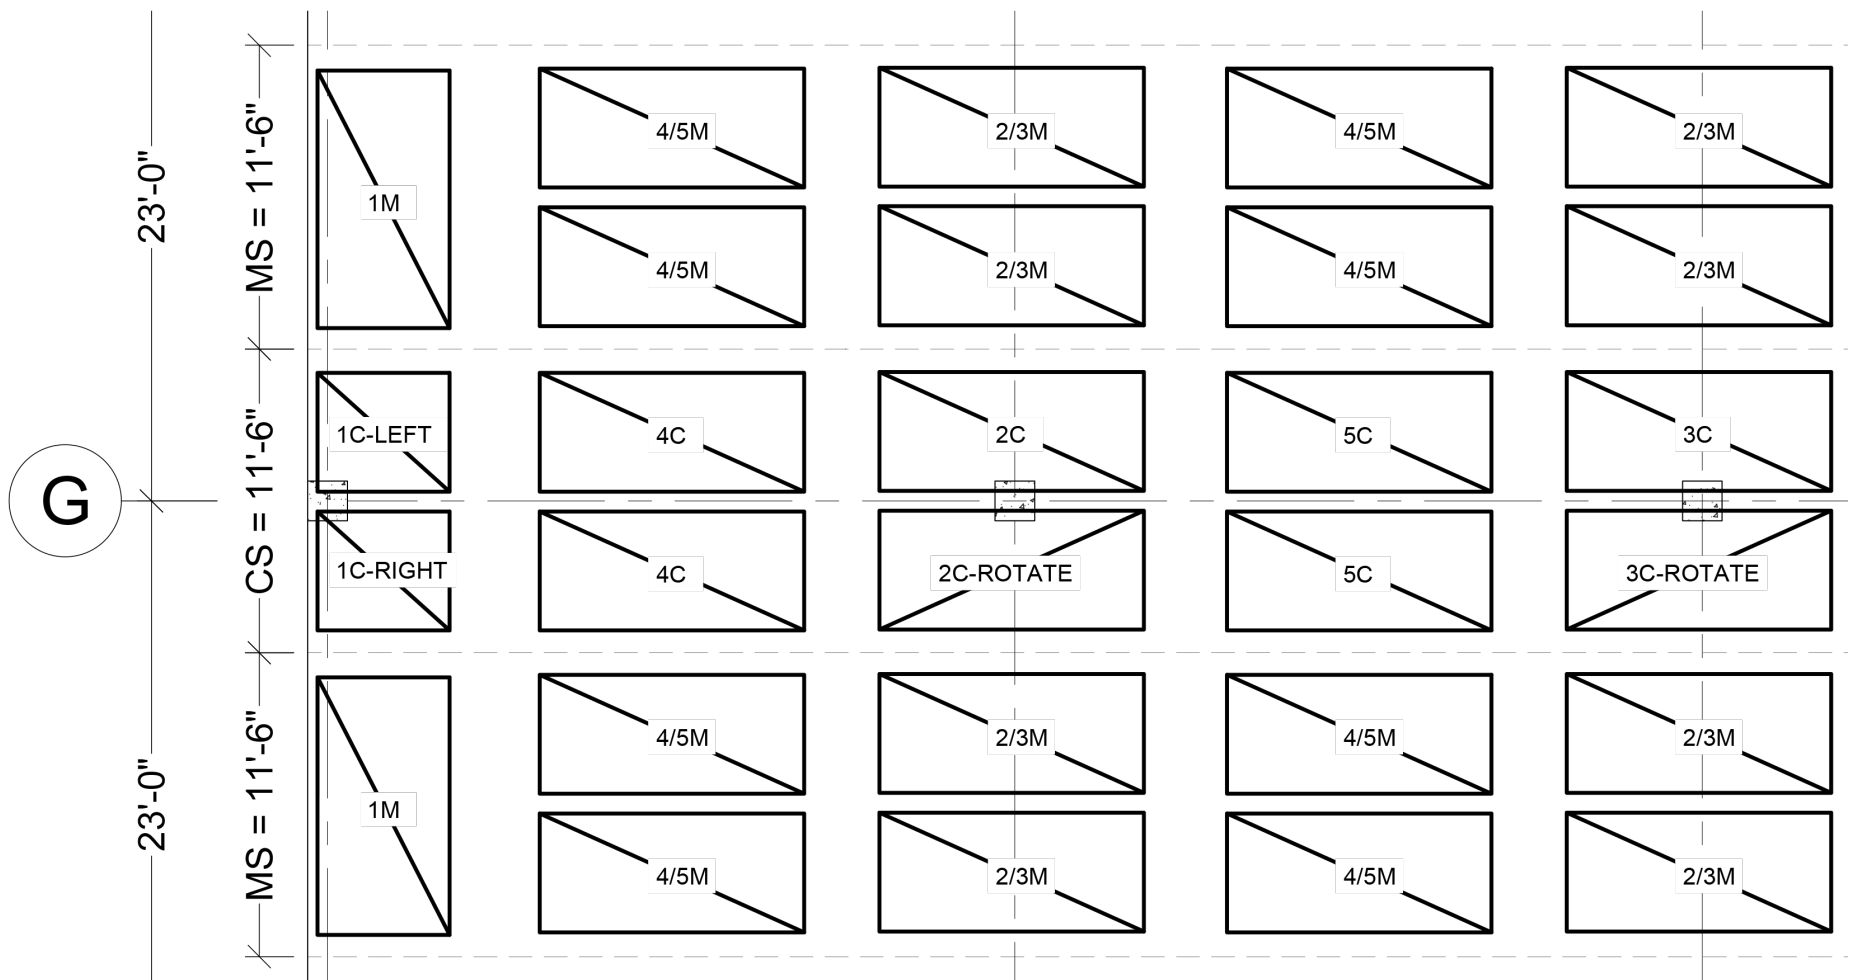 23'-0"
MS = 11'-6"
1M
4/5M
2/3M
4/5M
2/3M
4/5M
2/3M
4/5M
2/3M
G
CS = 11'-6"
1C-LEFT
4C
2C
5C
3C
1C-RIGHT
4C
2C-ROTATE
5C
3C-ROTATE
23'-0"
MS = 11'-6"
1M
4/5M
2/3M
4/5M
2/3M
4/5M
2/3M
4/5M
2/3M